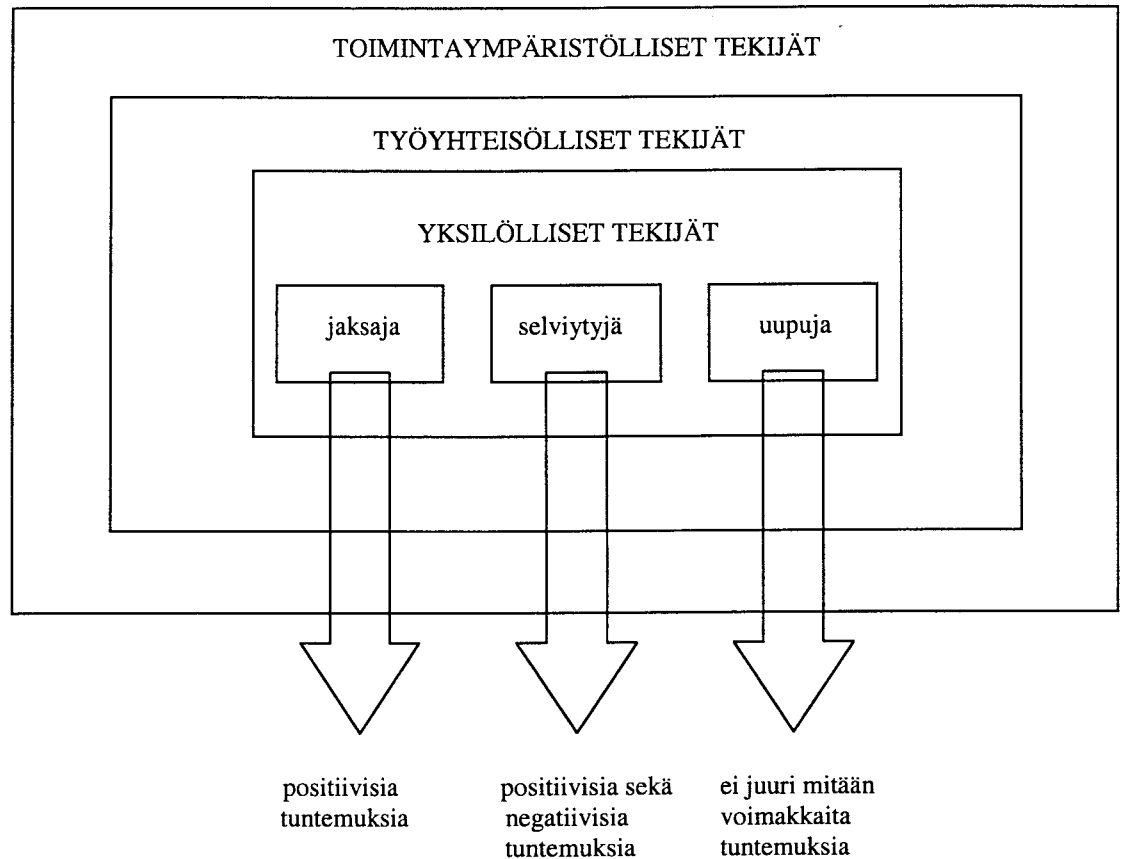 TOIMINTAYMPÄRISTÖLLISET TEKIJÄT
TYÖYHTEISÖLLISET TEKIJÄT
YKSILÖLLISET TEKIJÄT
jaksaja
selviytyjä
uupuja
positiivisia
tuntemuksia
positiivisia sekä
negatiivisia
tuntemuksia
ei juuri mitään
voimakkaita
tuntemuksia